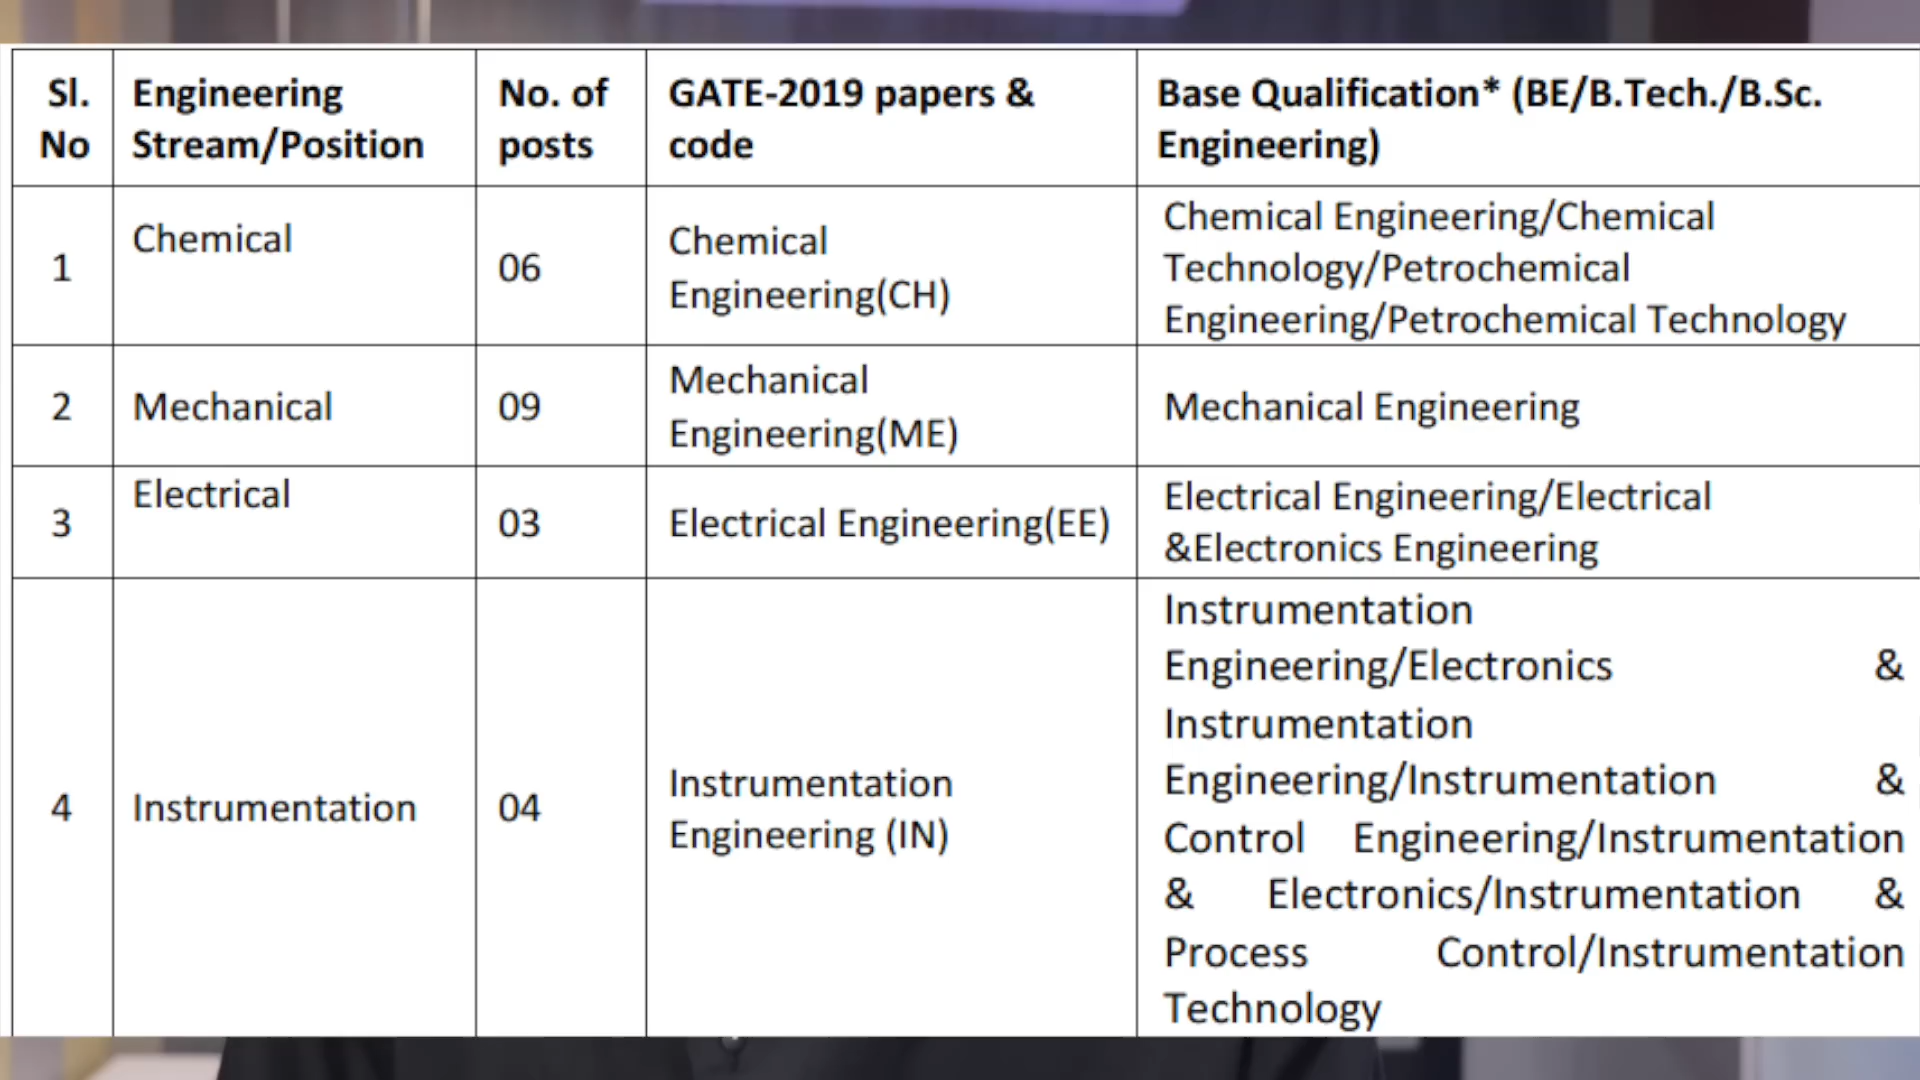 Sl. No
Engineering Stream/Position
No. of posts
GATE-2019 papers & code
Base Qualification* (BE/B.Tech./B.Sc. Engineering)
1
Chemical
06
Chemical
Engineering(CH)
Chemical Engineering/Chemical
Technology/Petrochemical
Engineering/Petrochemical Technology
2
Mechanical
09
Mechanical
Engineering(ME)
Mechanical Engineering
3
Electrical
03
Electrical Engineering(EE)
Electrical Engineering/Electrical
&Electronics Engineering
4
Instrumentation
04
Instrumentation
Engineering (IN)
Instrumentation
Engineering/Electronics &
Instrumentation
Engineering/Instrumentation &
Control Engineering/Instrumentation
& Electronics/Instrumentation &
Process Control/Instrumentation
Technology